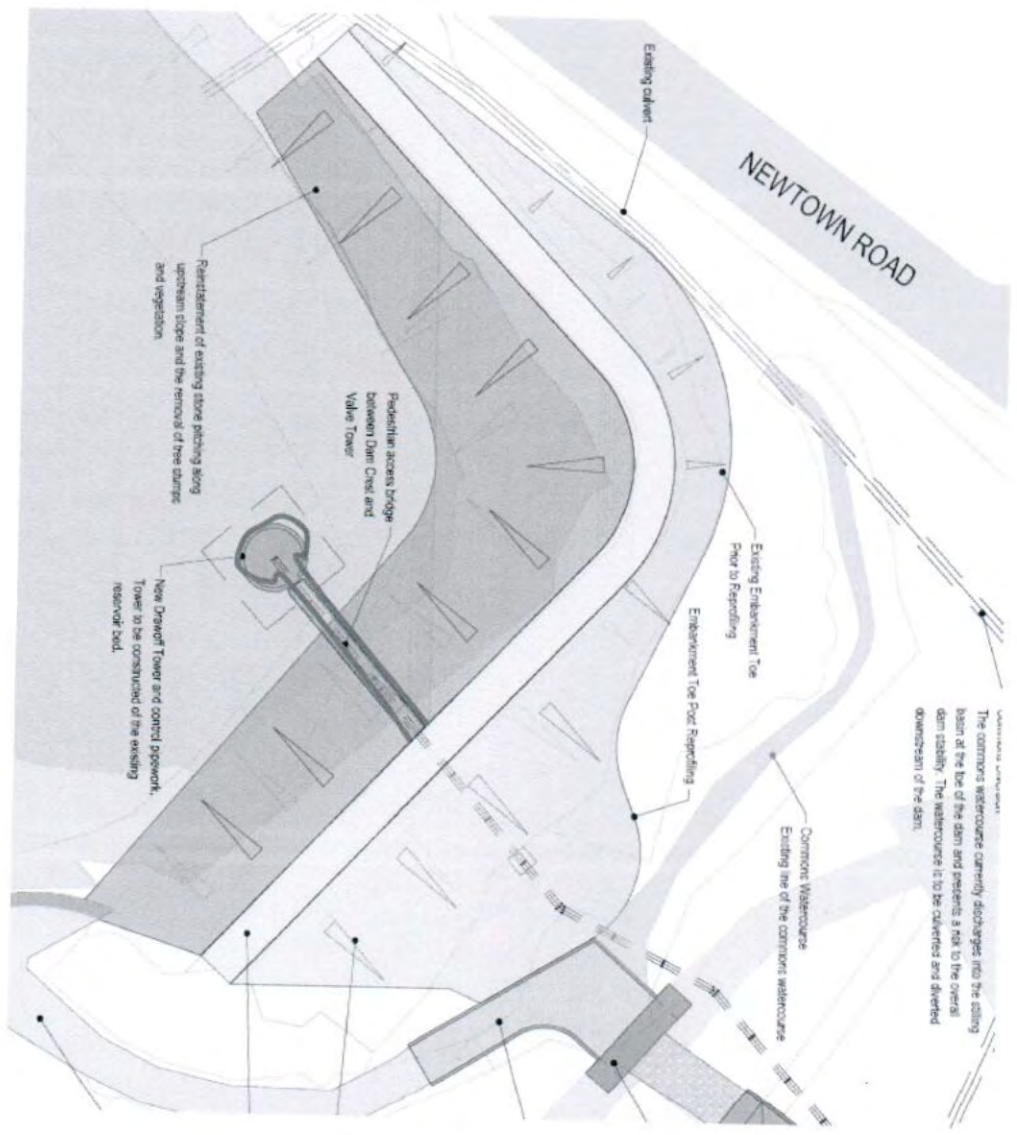 NEWTOWN ROAD
Existing culvert
The commons watercourse currently discharges into the stilling
basin at the toe of the dam and presents a risk to the overall
dam stability. The watercourse is to be culverted and diverted
downstream of the dam.
Commons Watercourse
Existing line of the commons watercourse
Existing Embankment Toe
Prior to Reprofiling
Embankment Toe Post Reprofiling
Pedestrian access bridge
between Dam Crest and
Valve Tower
Reinstatement of existing stone pitching along
upstream slope and the removal of tree stumps
and vegetation.
New Drawoff Tower and control pipework.
Tower to be constructed of the existing
reservoir bed.